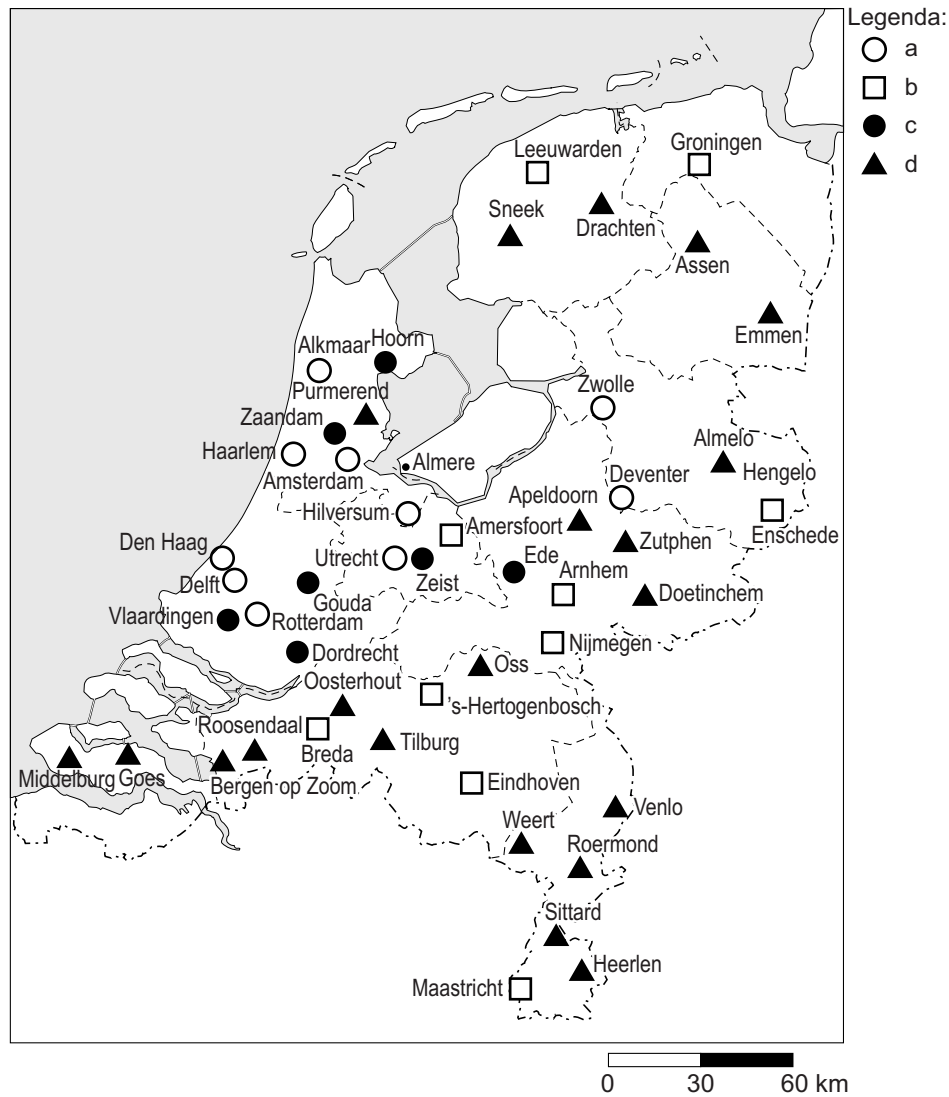 Legenda:
a
b
c
d
Leeuwarden
Groningen
Sneek
Drachten
Assen
Emmen
Alkmaar
Hoorn
Purmerend
Zaandam
Haarlem
Amsterdam
Almere
Zwolle
Almelo
Hengelo
Deventer
Apeldoorn
Enschede
Hilversum
Amersfoort
Zutphen
Den Haag
Utrecht
Ede
Arnhem
Delft
Zeist
Doetinchem
Gouda
Vlaardingen
Rotterdam
Nijmegen
Dordrecht
Oss
Oosterhout
's-Hertogenbosch
Roosendaal
Breda
Tilburg
Middelburg
Goes
Bergen op Zoom
Eindhoven
Venlo
Weert
Roermond
Sittard
Heerlen
Maastricht
0 30 60 km